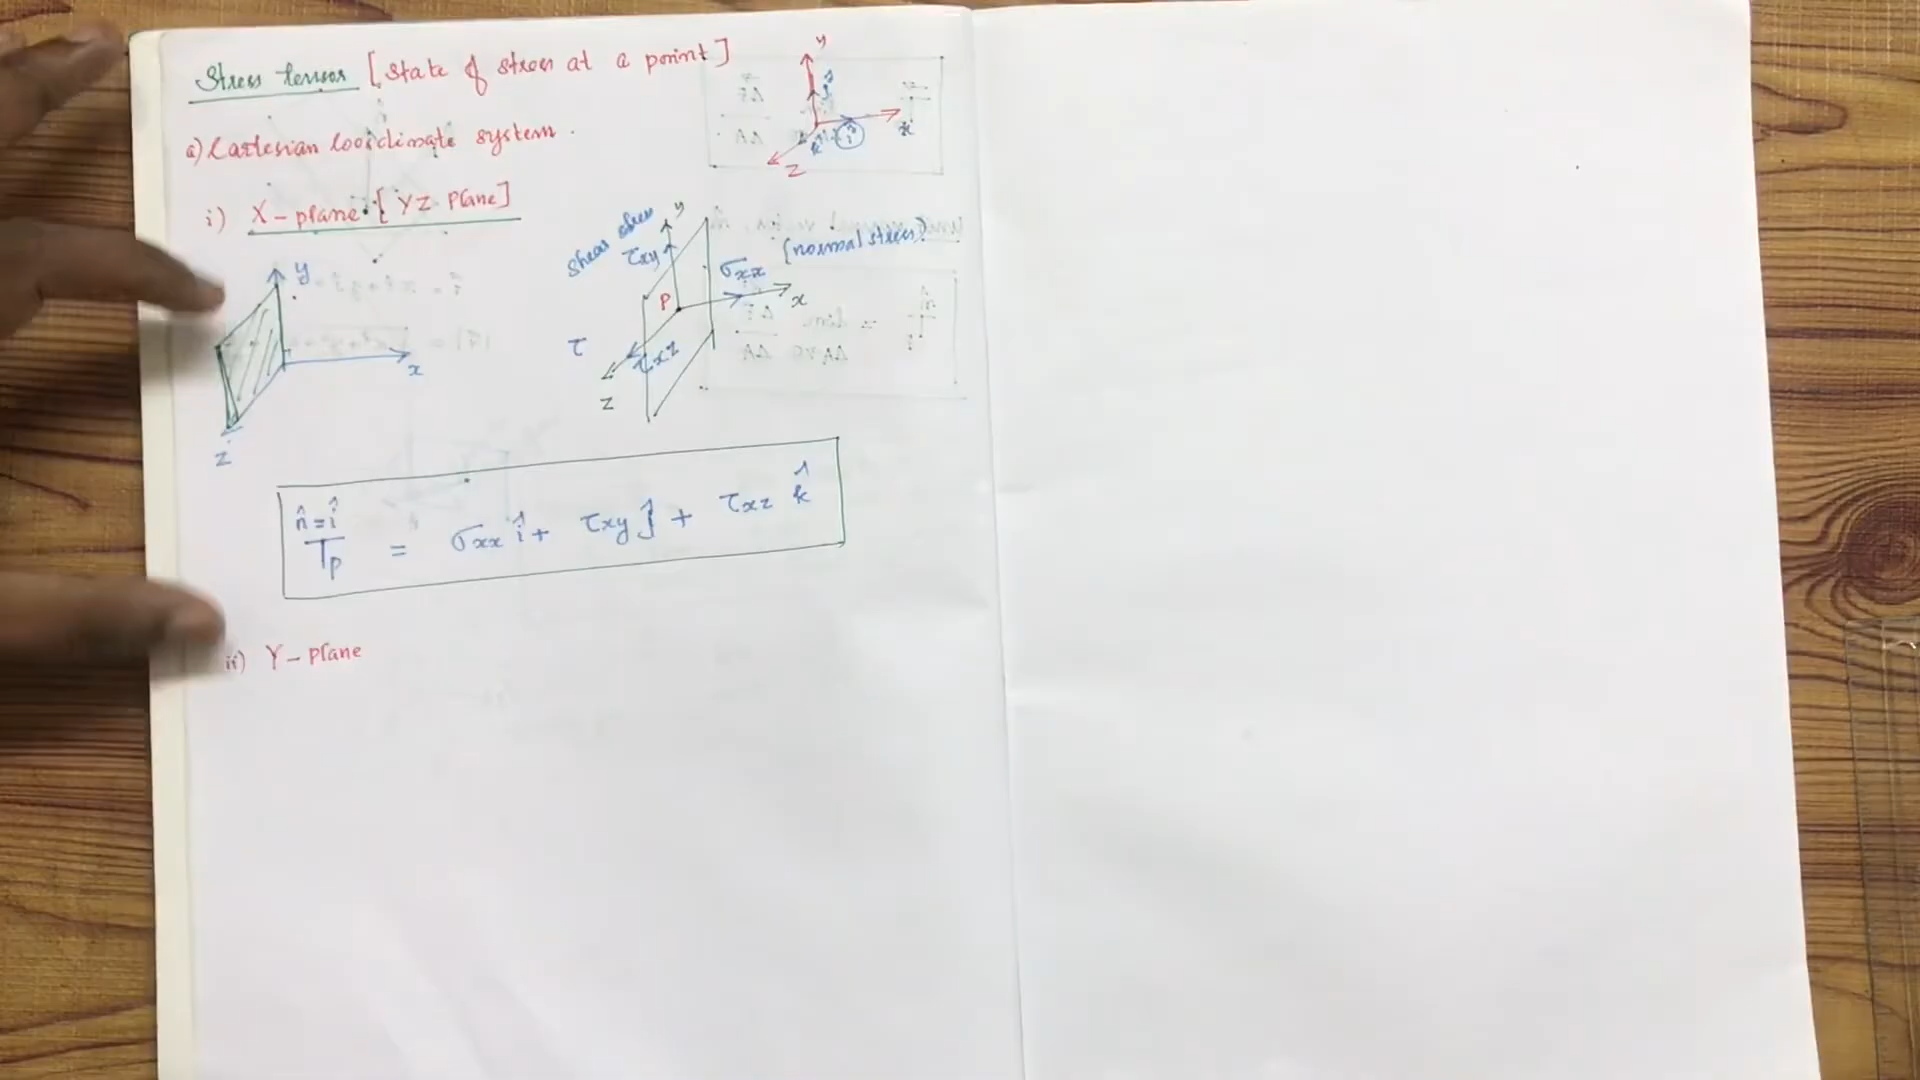 Stress tensor [State of stress at a point]
y
ĵ
x
k̂
î
z
a) Cartesian coordinate system.
i) X-plane [YZ Plane]
y
x
z
y
shear stress
τxy
σxx
(normal stress)
P
x
τ
τxz
z
n̂ = î
Tp = σxx î + τxy ĵ + τxz k̂
ii) Y-plane